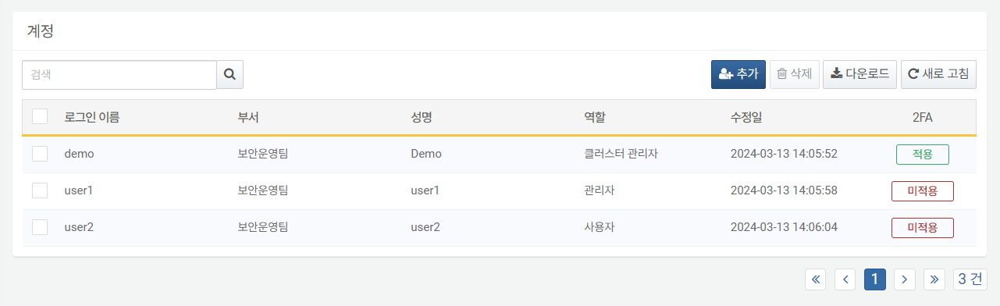 계정
검색 추가 삭제 다운로드 새로 고침
로그인 이름 부서 성명 역할 수정일 2FA
demo 보안운영팀 Demo 클러스터 관리자 2024-03-13 14:05:52 적용
user1 보안운영팀 user1 관리자 2024-03-13 14:05:58 미적용
user2 보안운영팀 user2 사용자 2024-03-13 14:06:04 미적용
1 3 건